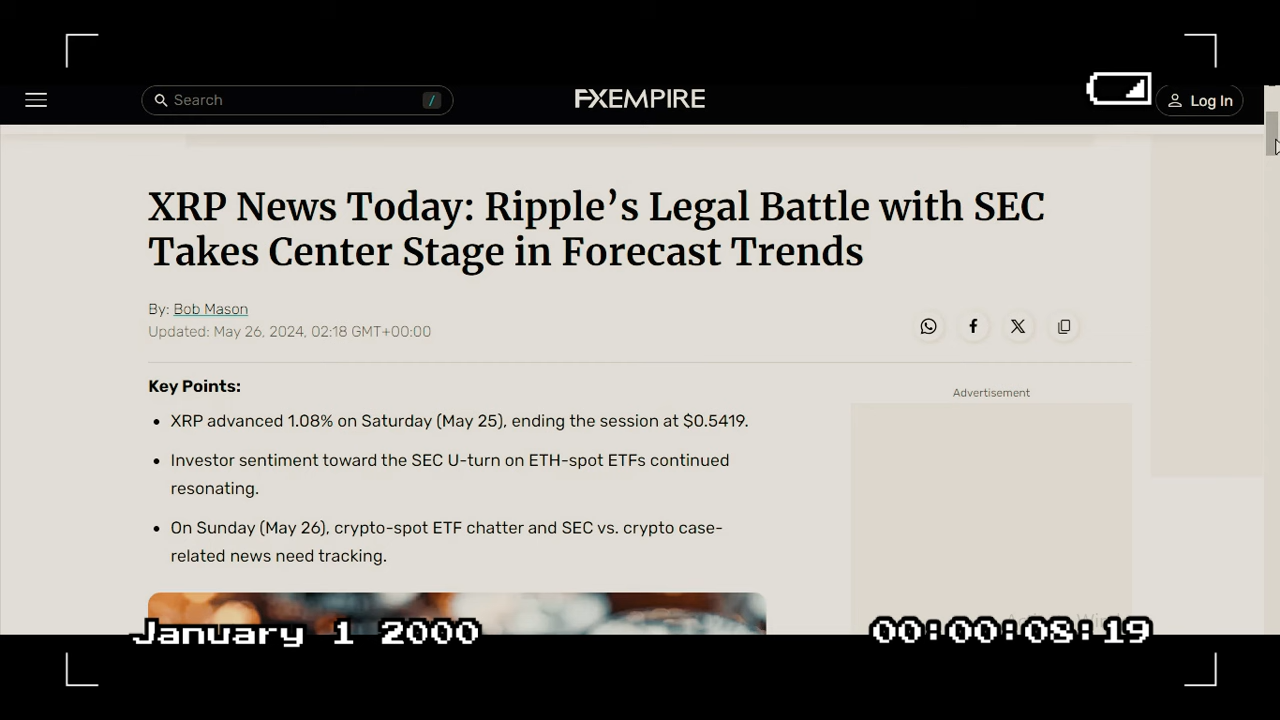 Search
/
FXEMPIRE
Log In
XRP News Today: Ripple’s Legal Battle with SEC
Takes Center Stage in Forecast Trends
By: Bob Mason
Updated: May 26, 2024, 02:18 GMT+00:00
Key Points:
Advertisement
• XRP advanced 1.08% on Saturday (May 25), ending the session at $0.5419.
• Investor sentiment toward the SEC U-turn on ETH-spot ETFs continued
resonating.
• On Sunday (May 26), crypto-spot ETF chatter and SEC vs. crypto case-
related news need tracking.
January 1 2000
00:00:08:19